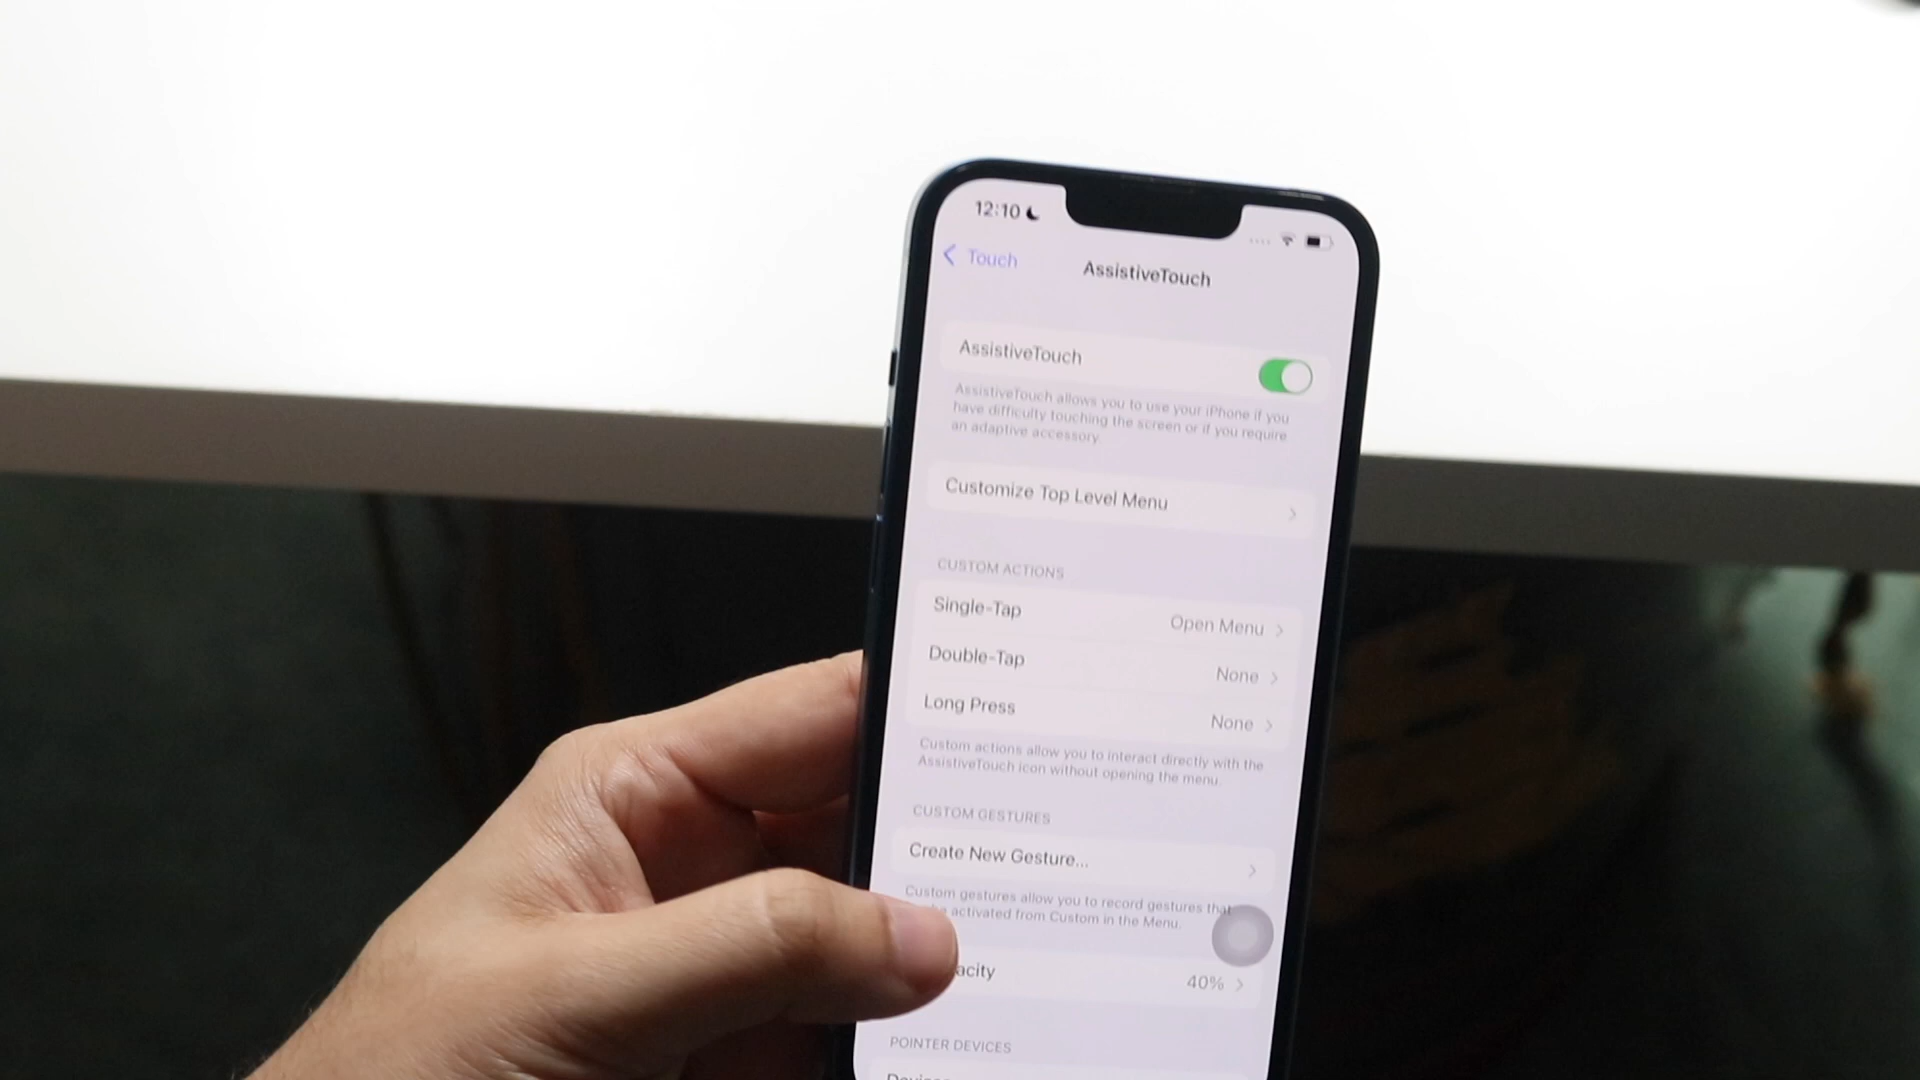 12:10
Touch
AssistiveTouch
AssistiveTouch
AssistiveTouch allows you to use your iPhone if you
have difficulty touching the screen or if you require
an adaptive accessory.
Customize Top Level Menu
CUSTOM ACTIONS
Single-Tap
Open Menu
Double-Tap
None
Long Press
None
Custom actions allow you to interact directly with the
AssistiveTouch icon without opening the menu.
CUSTOM GESTURES
Create New Gesture...
Custom gestures allow you to record gestures that
activated from Custom in the Menu.
acity
40%
POINTER DEVICES